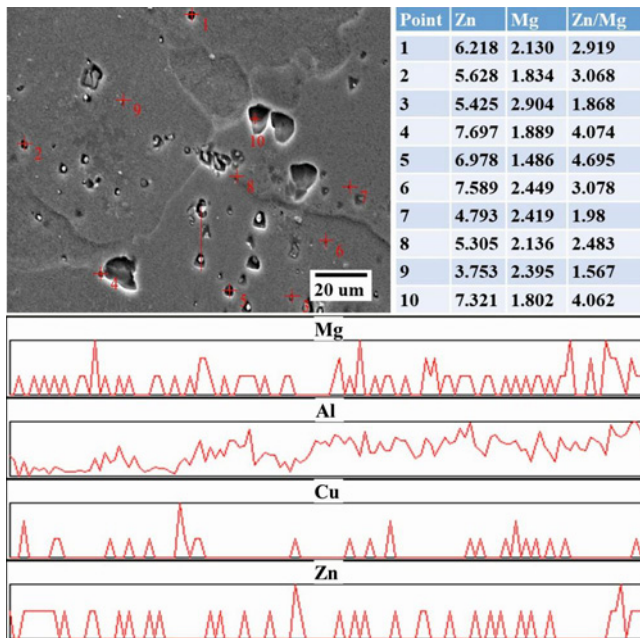 1
9
10
2
8
7
6
4
5
20 um
Point Zn Mg Zn/Mg
1 6.218 2.130 2.919
2 5.628 1.834 3.068
3 5.425 2.904 1.868
4 7.697 1.889 4.074
5 6.978 1.486 4.695
6 7.589 2.449 3.078
7 4.793 2.419 1.98
8 5.305 2.136 2.483
9 3.753 2.395 1.567
10 7.321 1.802 4.062
Mg
Al
Cu
Zn